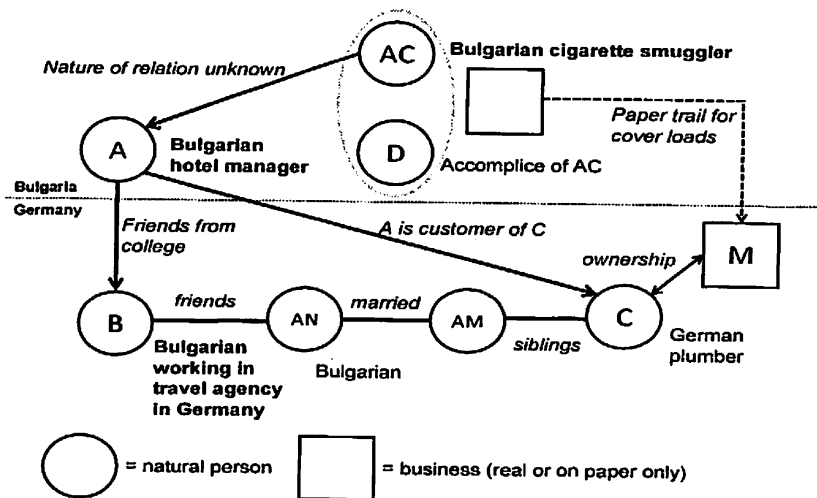 AC
Bulgarian cigarette smuggler
Nature of relation unknown
Paper trail for
cover loads
A
Bulgarian
hotel manager
D
Accomplice of AC
Bulgaria
Germany
Friends from
college
A is customer of C
ownership
M
B
friends
AN
married
AM
siblings
C
German
plumber
Bulgarian
working in
travel agency
in Germany
Bulgarian
= natural person
= business (real or on paper only)